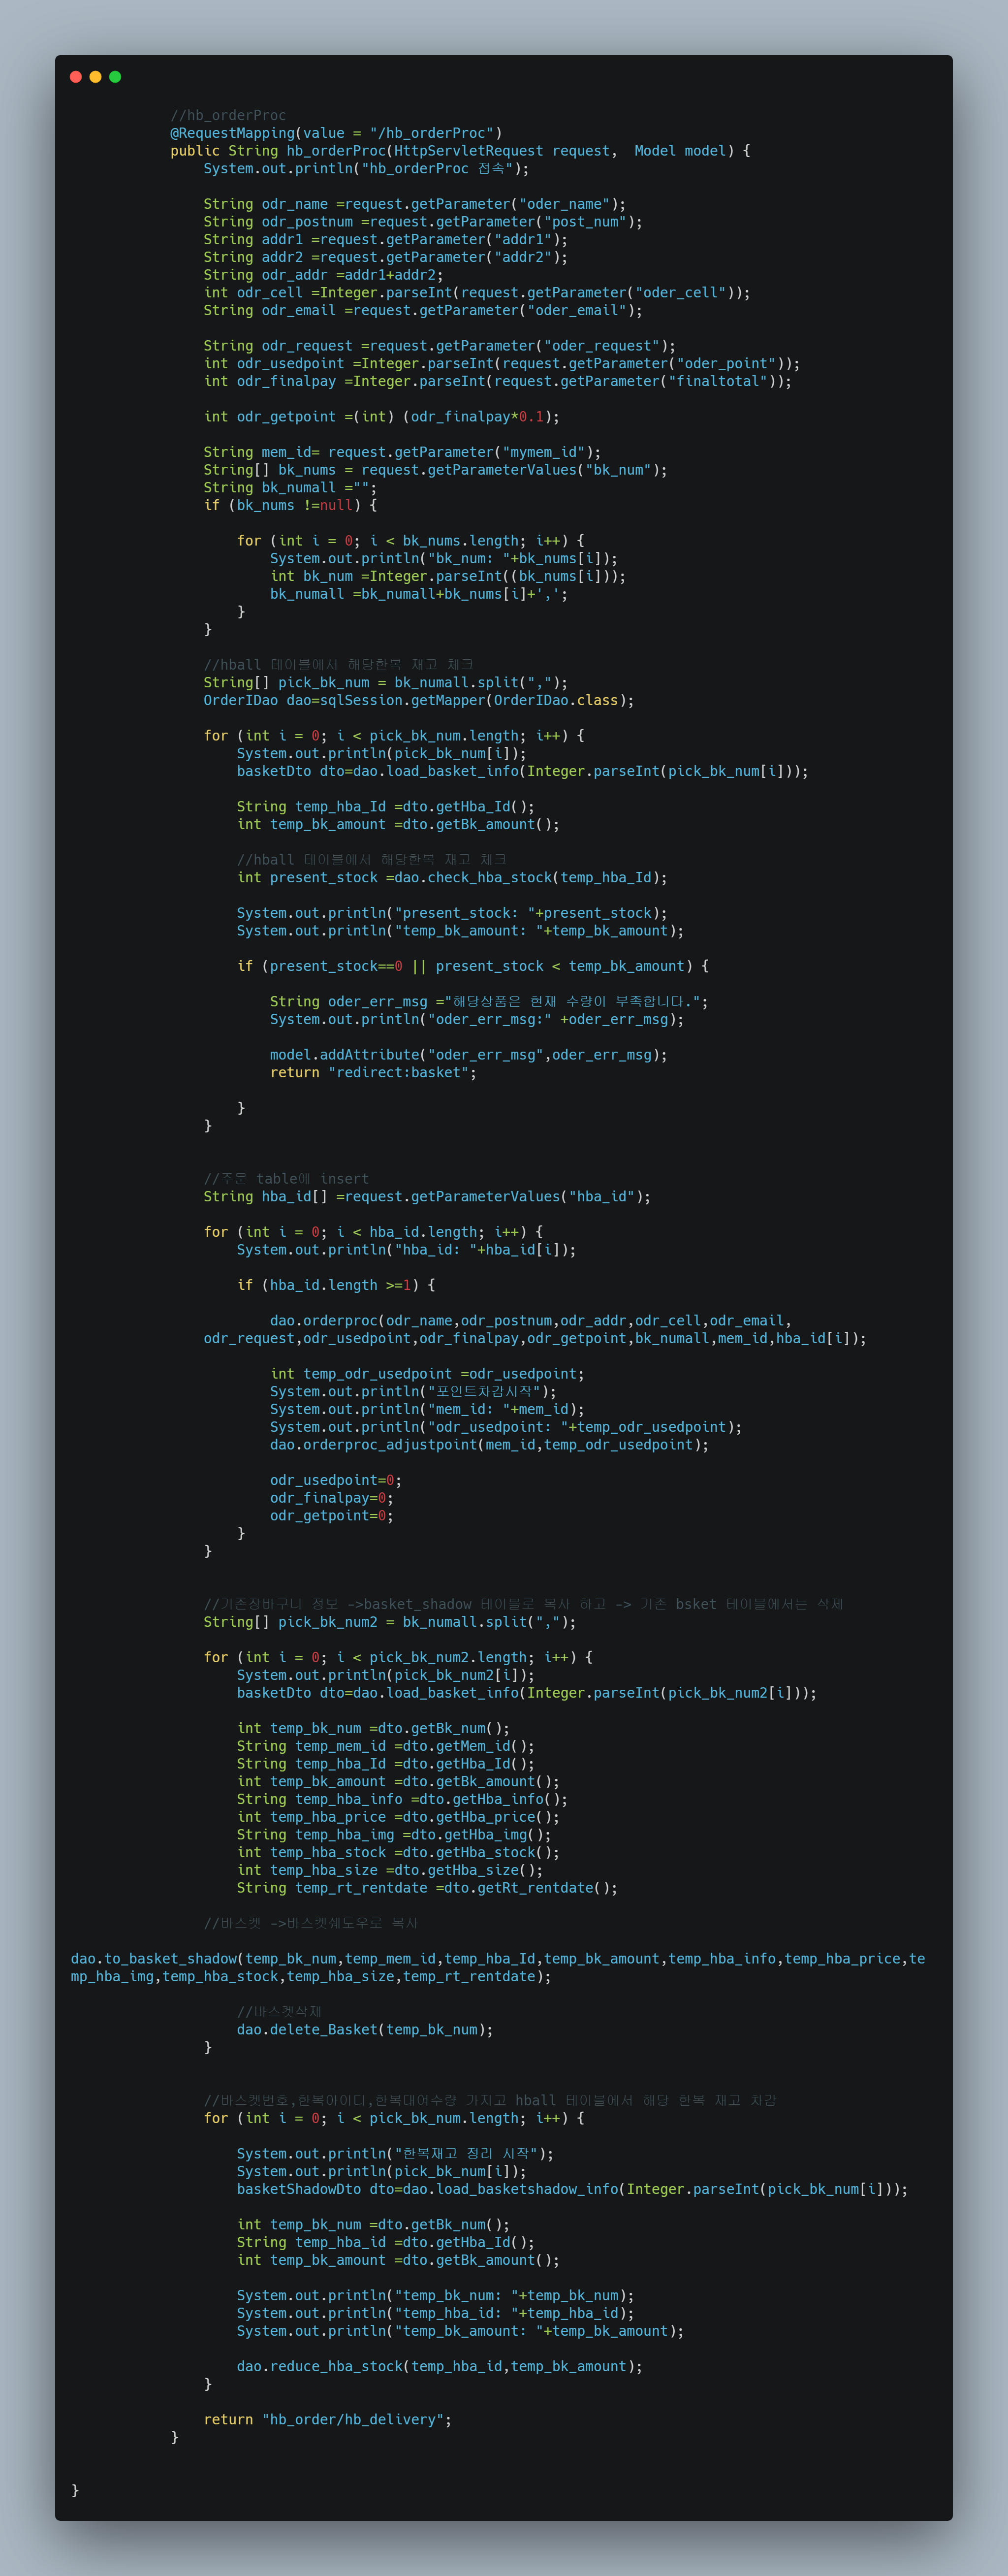 //hb_orderProc
@RequestMapping(value = "/hb_orderProc")
public String hb_orderProc(HttpServletRequest request,  Model model) {
System.out.println("hb_orderProc 접속");
String odr_name =request.getParameter("oder_name");
String odr_postnum =request.getParameter("post_num");
String addr1 =request.getParameter("addr1");
String addr2 =request.getParameter("addr2");
String odr_addr =addr1+addr2;
int odr_cell =Integer.parseInt(request.getParameter("oder_cell"));
String odr_email =request.getParameter("oder_email");
String odr_request =request.getParameter("oder_request");
int odr_usedpoint =Integer.parseInt(request.getParameter("oder_point"));
int odr_finalpay =Integer.parseInt(request.getParameter("finaltotal"));
int odr_getpoint =(int) (odr_finalpay*0.1);
String mem_id= request.getParameter("mymem_id");
String[] bk_nums = request.getParameterValues("bk_num");
String bk_numall ="";
if (bk_nums !=null) {
for (int i = 0; i < bk_nums.length; i++) {
System.out.println("bk_num: "+bk_nums[i]);
int bk_num =Integer.parseInt((bk_nums[i]));
bk_numall =bk_numall+bk_nums[i]+',';
}
}
//hball 테이블에서 해당한복 재고 체크
String[] pick_bk_num = bk_numall.split(",");
OrderIDao dao=sqlSession.getMapper(OrderIDao.class);
for (int i = 0; i < pick_bk_num.length; i++) {
System.out.println(pick_bk_num[i]);
basketDto dto=dao.load_basket_info(Integer.parseInt(pick_bk_num[i]));
String temp_hba_Id =dto.getHba_Id();
int temp_bk_amount =dto.getBk_amount();
//hball 테이블에서 해당한복 재고 체크
int present_stock =dao.check_hba_stock(temp_hba_Id);
System.out.println("present_stock: "+present_stock);
System.out.println("temp_bk_amount: "+temp_bk_amount);
if (present_stock==0 || present_stock < temp_bk_amount) {
String oder_err_msg ="해당상품은 현재 수량이 부족합니다.";
System.out.println("oder_err_msg:" +oder_err_msg);
model.addAttribute("oder_err_msg",oder_err_msg);
return "redirect:basket";
}
}
//주문 table에 insert
String hba_id[] =request.getParameterValues("hba_id");
for (int i = 0; i < hba_id.length; i++) {
System.out.println("hba_id: "+hba_id[i]);
if (hba_id.length >=1) {
dao.orderproc(odr_name,odr_postnum,odr_addr,odr_cell,odr_email,
odr_request,odr_usedpoint,odr_finalpay,odr_getpoint,bk_numall,mem_id,hba_id[i]);
int temp_odr_usedpoint =odr_usedpoint;
System.out.println("포인트차감시작");
System.out.println("mem_id: "+mem_id);
System.out.println("odr_usedpoint: "+temp_odr_usedpoint);
dao.orderproc_adjustpoint(mem_id,temp_odr_usedpoint);
odr_usedpoint=0;
odr_finalpay=0;
odr_getpoint=0;
}
}
//기존장바구니 정보 ->basket_shadow 테이블로 복사 하고 -> 기존 bsket 테이블에서는 삭제
String[] pick_bk_num2 = bk_numall.split(",");
for (int i = 0; i < pick_bk_num2.length; i++) {
System.out.println(pick_bk_num2[i]);
basketDto dto=dao.load_basket_info(Integer.parseInt(pick_bk_num2[i]));
int temp_bk_num =dto.getBk_num();
String temp_mem_id =dto.getMem_id();
String temp_hba_Id =dto.getHba_Id();
int temp_bk_amount =dto.getBk_amount();
String temp_hba_info =dto.getHba_info();
int temp_hba_price =dto.getHba_price();
String temp_hba_img =dto.getHba_img();
int temp_hba_stock =dto.getHba_stock();
int temp_hba_size =dto.getHba_size();
String temp_rt_rentdate =dto.getRt_rentdate();
//바스켓 ->바스켓쉐도우로 복사
dao.to_basket_shadow(temp_bk_num,temp_mem_id,temp_hba_Id,temp_bk_amount,temp_hba_info,temp_hba_price,te
mp_hba_img,temp_hba_stock,temp_hba_size,temp_rt_rentdate);
//바스켓삭제
dao.delete_Basket(temp_bk_num);
}
//바스켓번호,한복아이디,한복대여수량 가지고 hball 테이블에서 해당 한복 재고 차감
for (int i = 0; i < pick_bk_num.length; i++) {
System.out.println("한복재고 정리 시작");
System.out.println(pick_bk_num[i]);
basketShadowDto dto=dao.load_basketshadow_info(Integer.parseInt(pick_bk_num[i]));
int temp_bk_num =dto.getBk_num();
String temp_hba_id =dto.getHba_Id();
int temp_bk_amount =dto.getBk_amount();
System.out.println("temp_bk_num: "+temp_bk_num);
System.out.println("temp_hba_id: "+temp_hba_id);
System.out.println("temp_bk_amount: "+temp_bk_amount);
dao.reduce_hba_stock(temp_hba_id,temp_bk_amount);
}
return "hb_order/hb_delivery";
}
}